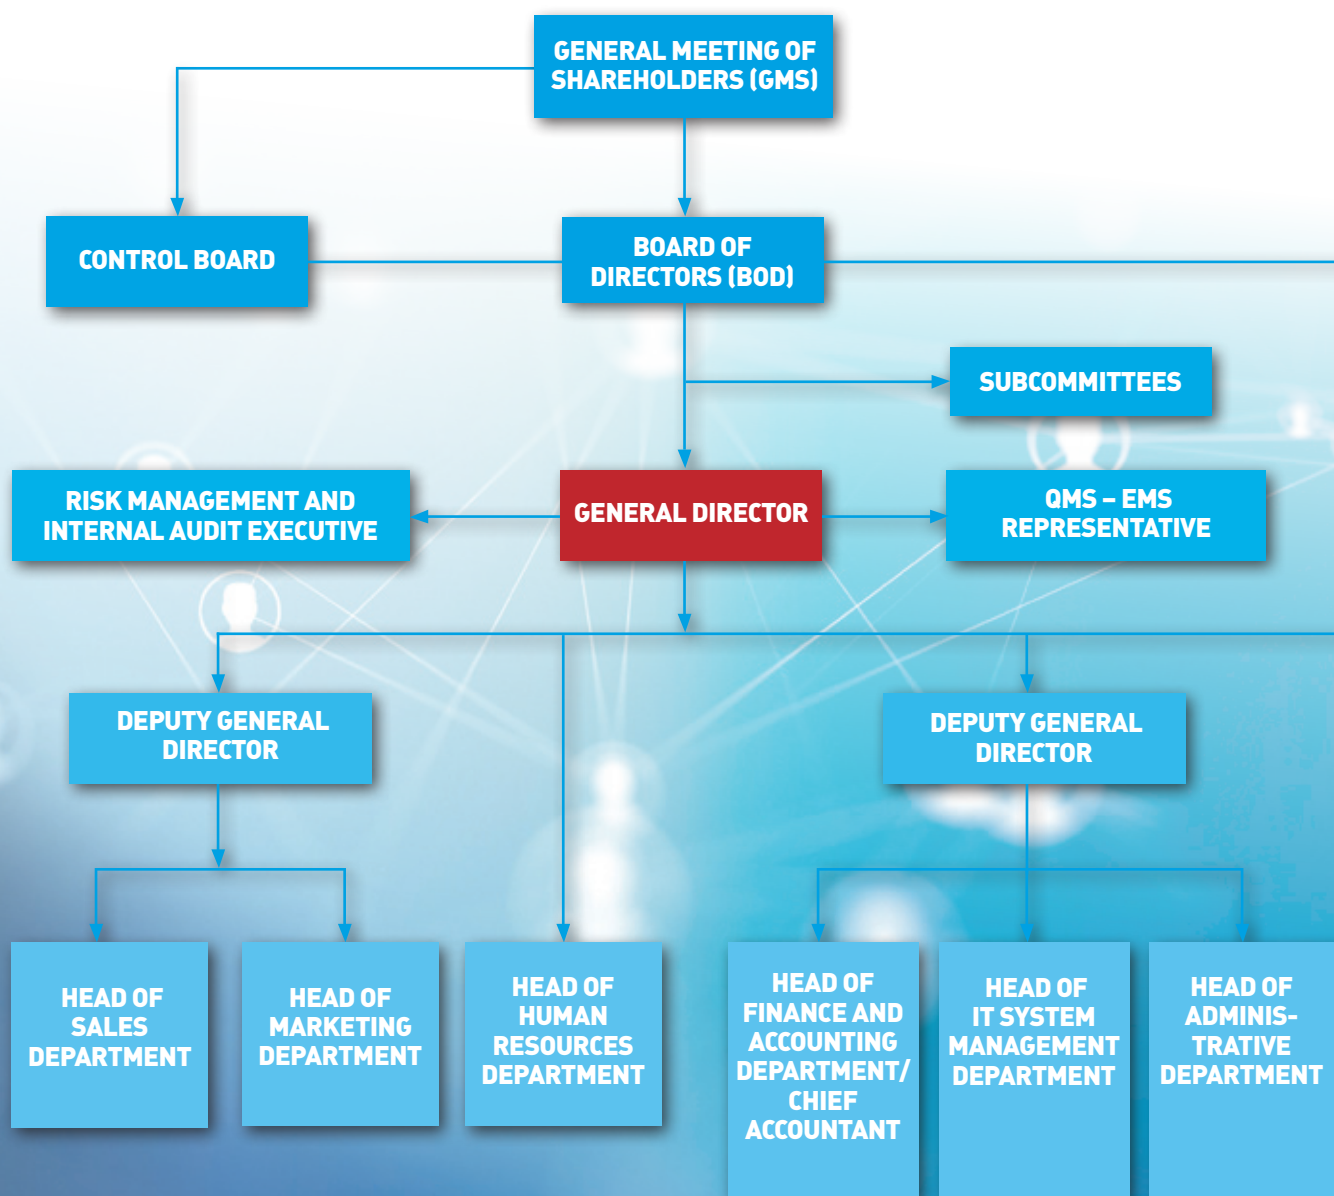 GENERAL MEETING OF
SHAREHOLDERS (GMS)
CONTROL BOARD
BOARD OF
DIRECTORS (BOD)
SUBCOMMITTEES
RISK MANAGEMENT AND
INTERNAL AUDIT EXECUTIVE
GENERAL DIRECTOR
QMS – EMS
REPRESENTATIVE
DEPUTY GENERAL
DIRECTOR
DEPUTY GENERAL
DIRECTOR
HEAD OF
SALES
DEPARTMENT
HEAD OF
MARKETING
DEPARTMENT
HEAD OF
HUMAN
RESOURCES
DEPARTMENT
HEAD OF
FINANCE AND
ACCOUNTING
DEPARTMENT/
CHIEF
ACCOUNTANT
HEAD OF
IT SYSTEM
MANAGEMENT
DEPARTMENT
HEAD OF
ADMINIS-
TRATIVE
DEPARTMENT